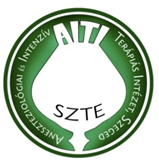 ANESZTEZIOLÓGIAI ÉS INTENZÍV
AITI
TERÁPIÁS INTÉZET, SZEGED
SZTE